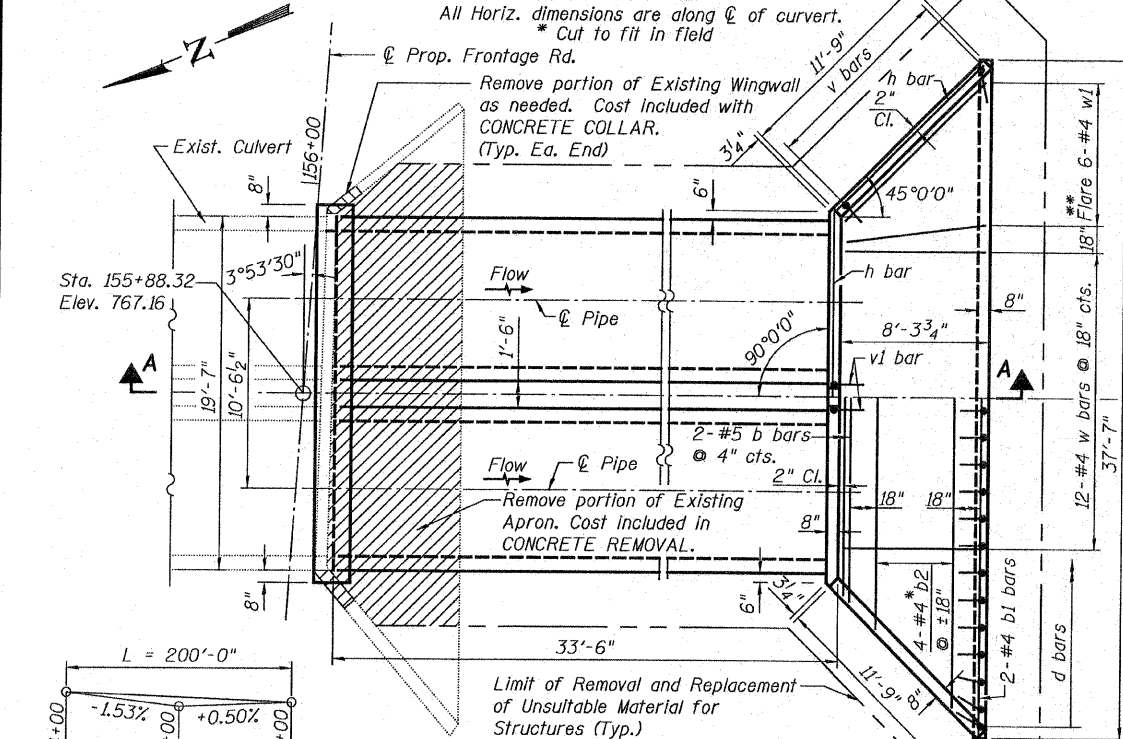 All Horiz. dimensions are along ℄ of curvert.
* Cut to fit in field
N
℄ Prop. Frontage Rd.
Remove portion of Existing Wingwall
as needed. Cost included with
CONCRETE COLLAR.
(Typ. Ea. End)
Exist. Culvert
156+00
8"
Sta. 155+88.32
Elev. 767.16
3°53'30"
A
19'-7"
10'-6½"
8"
Flow
℄ Pipe
1'-6"
90°0'0"
Flow
℄ Pipe
Remove portion of Existing
Apron. Cost included in
CONCRETE REMOVAL.
33'-6"
Limit of Removal and Replacement
of Unsuitable Material for
Structures (Typ.)
11'-9"
v bars
h bar
2"
Cl.
3¼"
6"
45°0'0"
h bar
8'-3¾"
8"
v1 bar
A
2-#5 b bars
@ 4" cts.
2" Cl.
8"
18"
18"
6"
3¼"
4-#4* b2
@ ±18"
11'-9"
8"
2-#4 b1 bars
d bars
**
18" Flare 6-#4 w1
12-#4 w bars @ 18" cts.
37'-7"
L = 200'-0"
-1.53%
+0.50%
+00
+00
+00